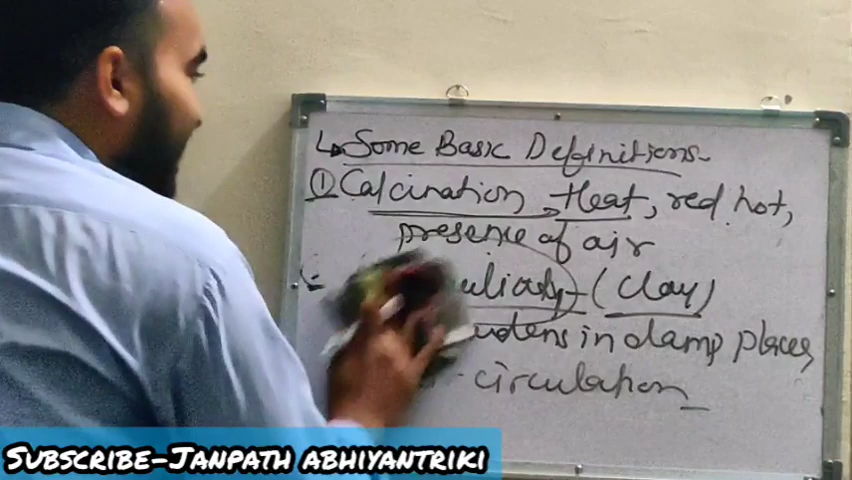 Some Basic Definitions-
① Calcination Heat, red hot,
presence of air
(Clay)
in damp places,
circulation
SUBSCRIBE-JANPATH ABHIYANTRIKI